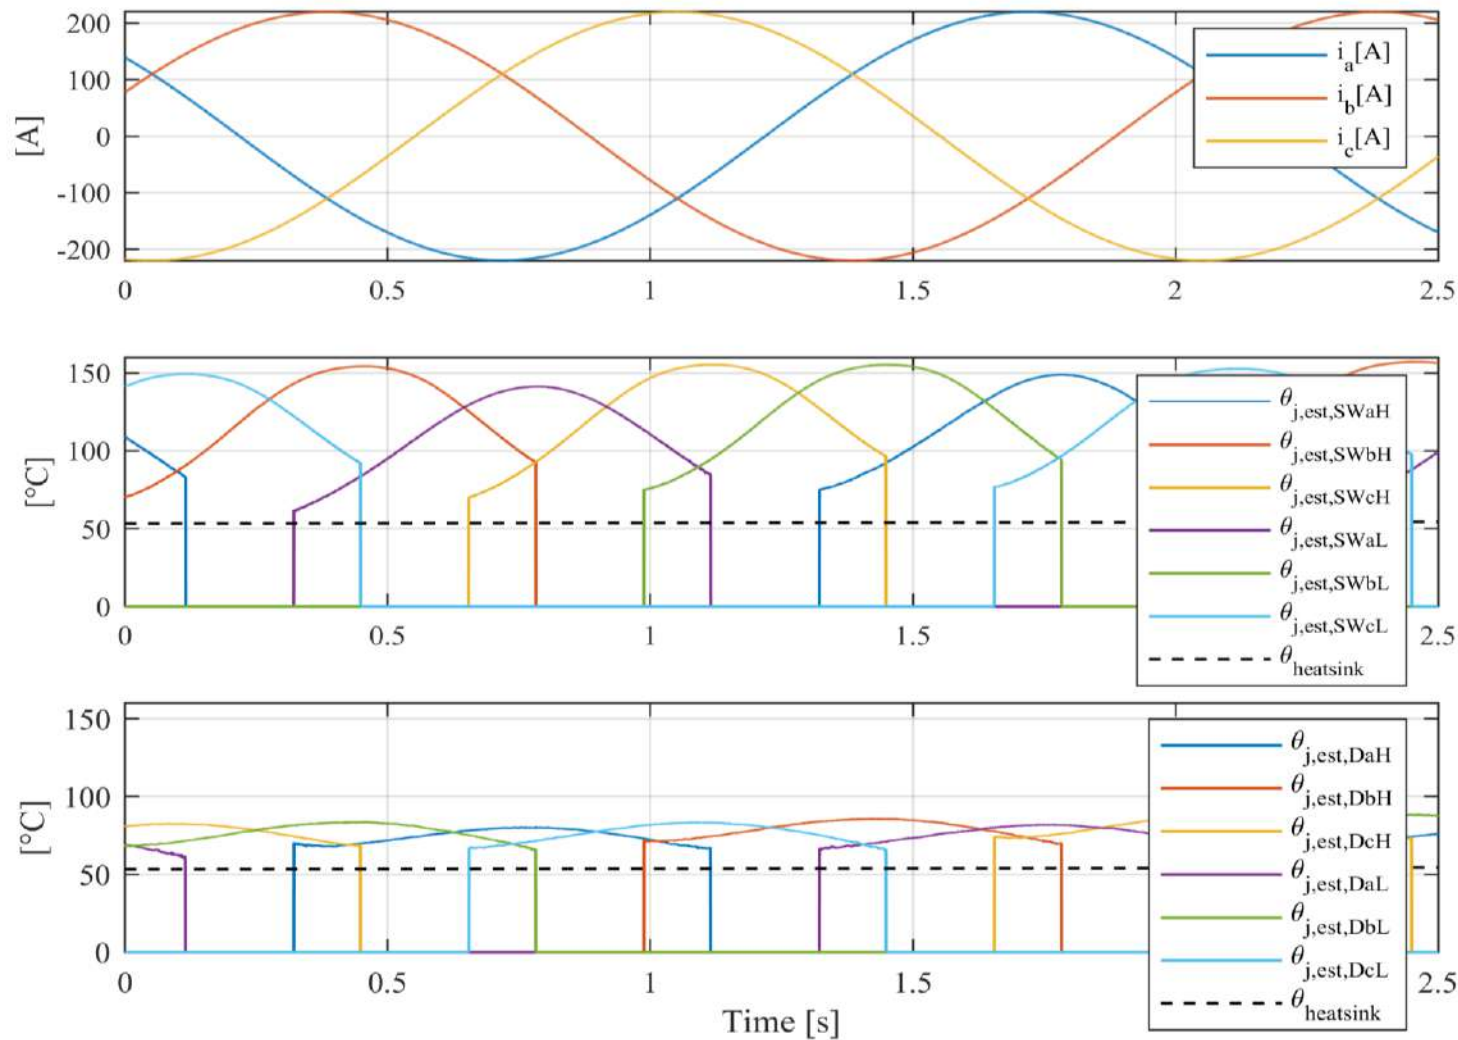 200
100
0
-100
-200
[A]
i_a[A]
i_b[A]
i_c[A]
0 0.5 1 1.5 2 2.5
150
100
50
0
[°C]
θ_j,est,SWaH
θ_j,est,SWbH
θ_j,est,SWcH
θ_j,est,SWaL
θ_j,est,SWbL
θ_j,est,SWcL
θ_heatsink
0 0.5 1 1.5 2.5
150
100
50
0
[°C]
θ_j,est,DaH
θ_j,est,DbH
θ_j,est,DcH
θ_j,est,DaL
θ_j,est,DbL
θ_j,est,DcL
θ_heatsink
0 0.5 1 1.5 2.5
Time [s]